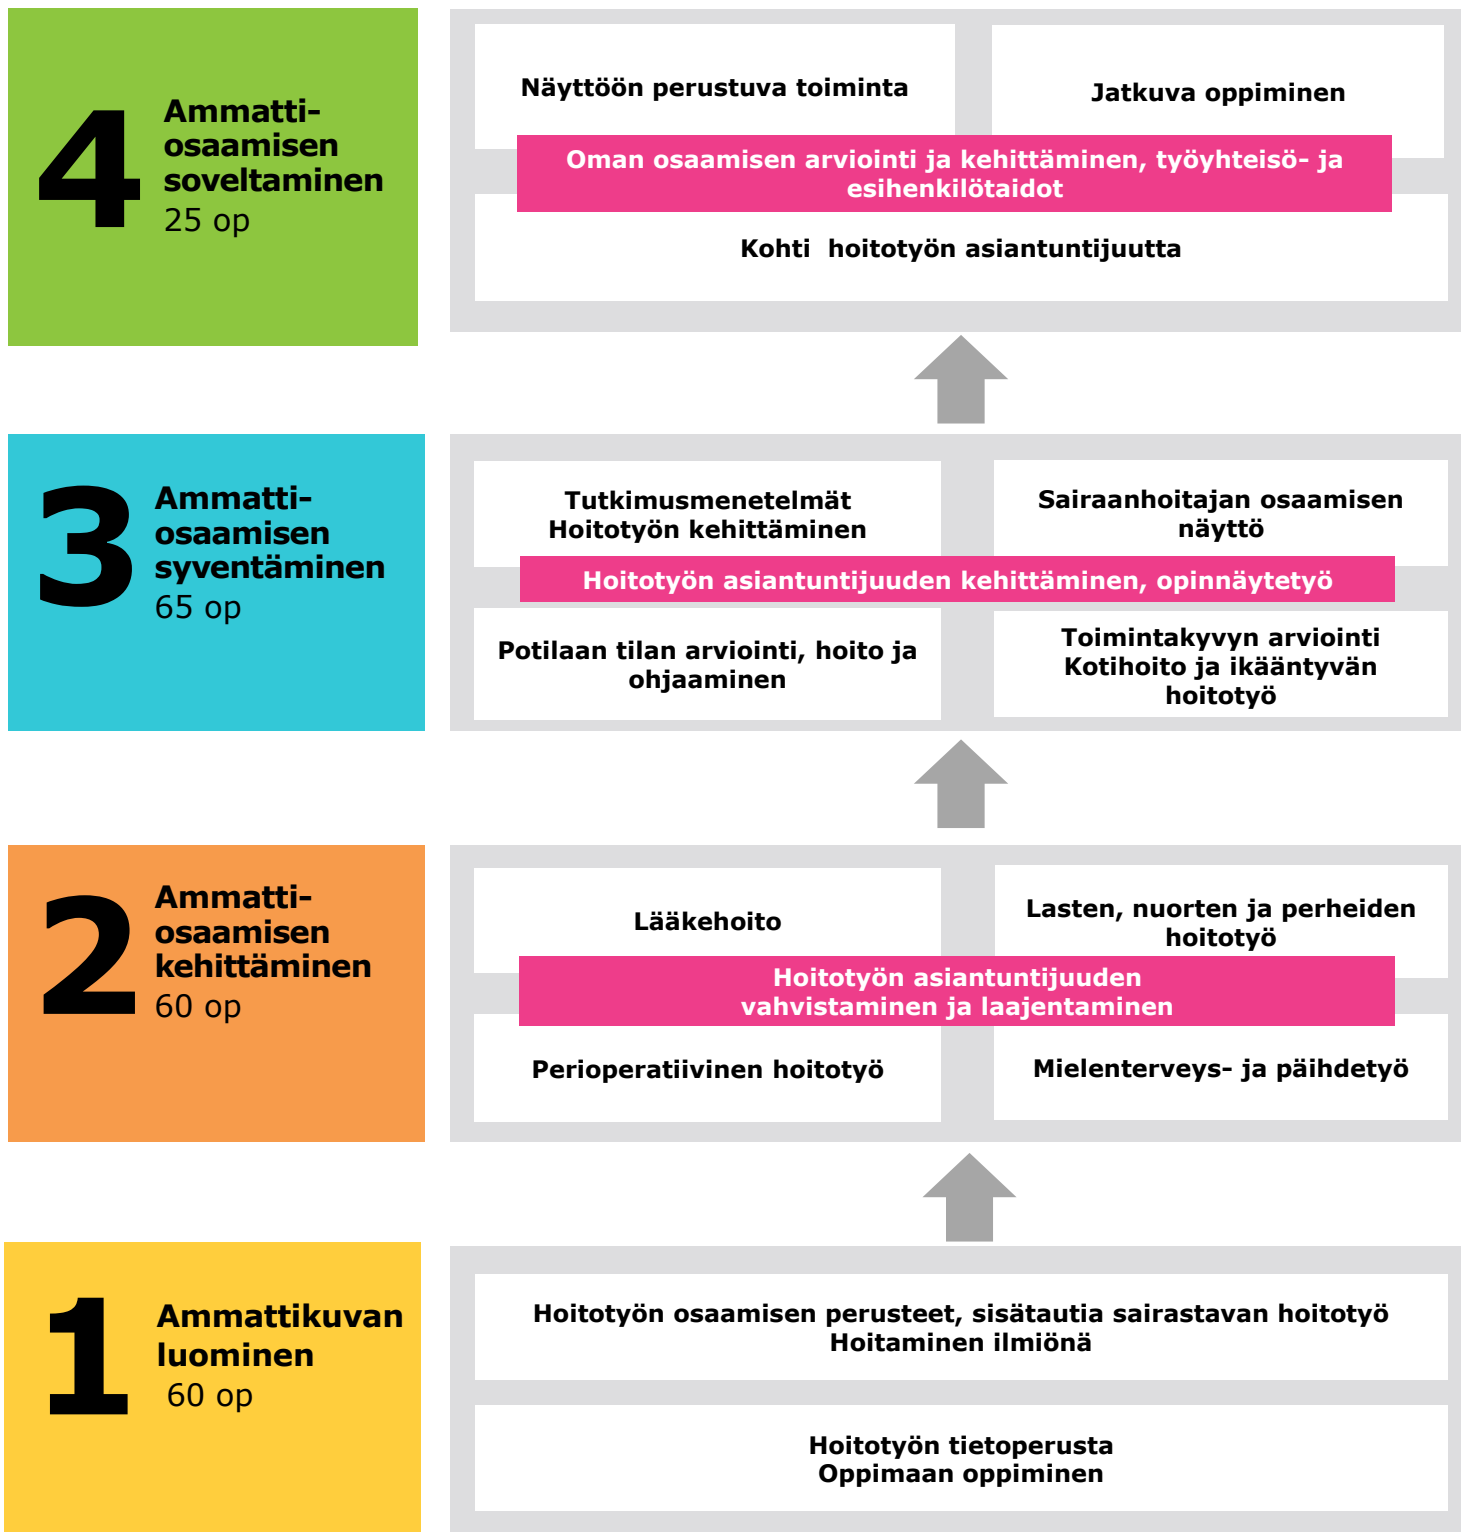 4
Ammatti-
osaamisen
soveltaminen
25 op
Näyttöön perustuva toiminta
Jatkuva oppiminen
Oman osaamisen arviointi ja kehittäminen, työyhteisö- ja
esihenkilötaidot
Kohti hoitotyön asiantuntijuutta
3
Ammatti-
osaamisen
syventäminen
65 op
Tutkimusmenetelmät
Hoitotyön kehittäminen
Sairaanhoitajan osaamisen
näyttö
Hoitotyön asiantuntijuuden kehittäminen, opinnäytetyö
Potilaan tilan arviointi, hoito ja
ohjaaminen
Toimintakyvyn arviointi
Kotihoito ja ikääntyvän
hoitotyö
2
Ammatti-
osaamisen
kehittäminen
60 op
Lääkehoito
Lasten, nuorten ja perheiden
hoitotyö
Hoitotyön asiantuntijuuden
vahvistaminen ja laajentaminen
Perioperatiivinen hoitotyö
Mielenterveys- ja päihdetyö
1
Ammattikuvan
luominen
60 op
Hoitotyön osaamisen perusteet, sisätautia sairastavan hoitotyö
Hoitaminen ilmiönä
Hoitotyön tietoperusta
Oppimaan oppiminen